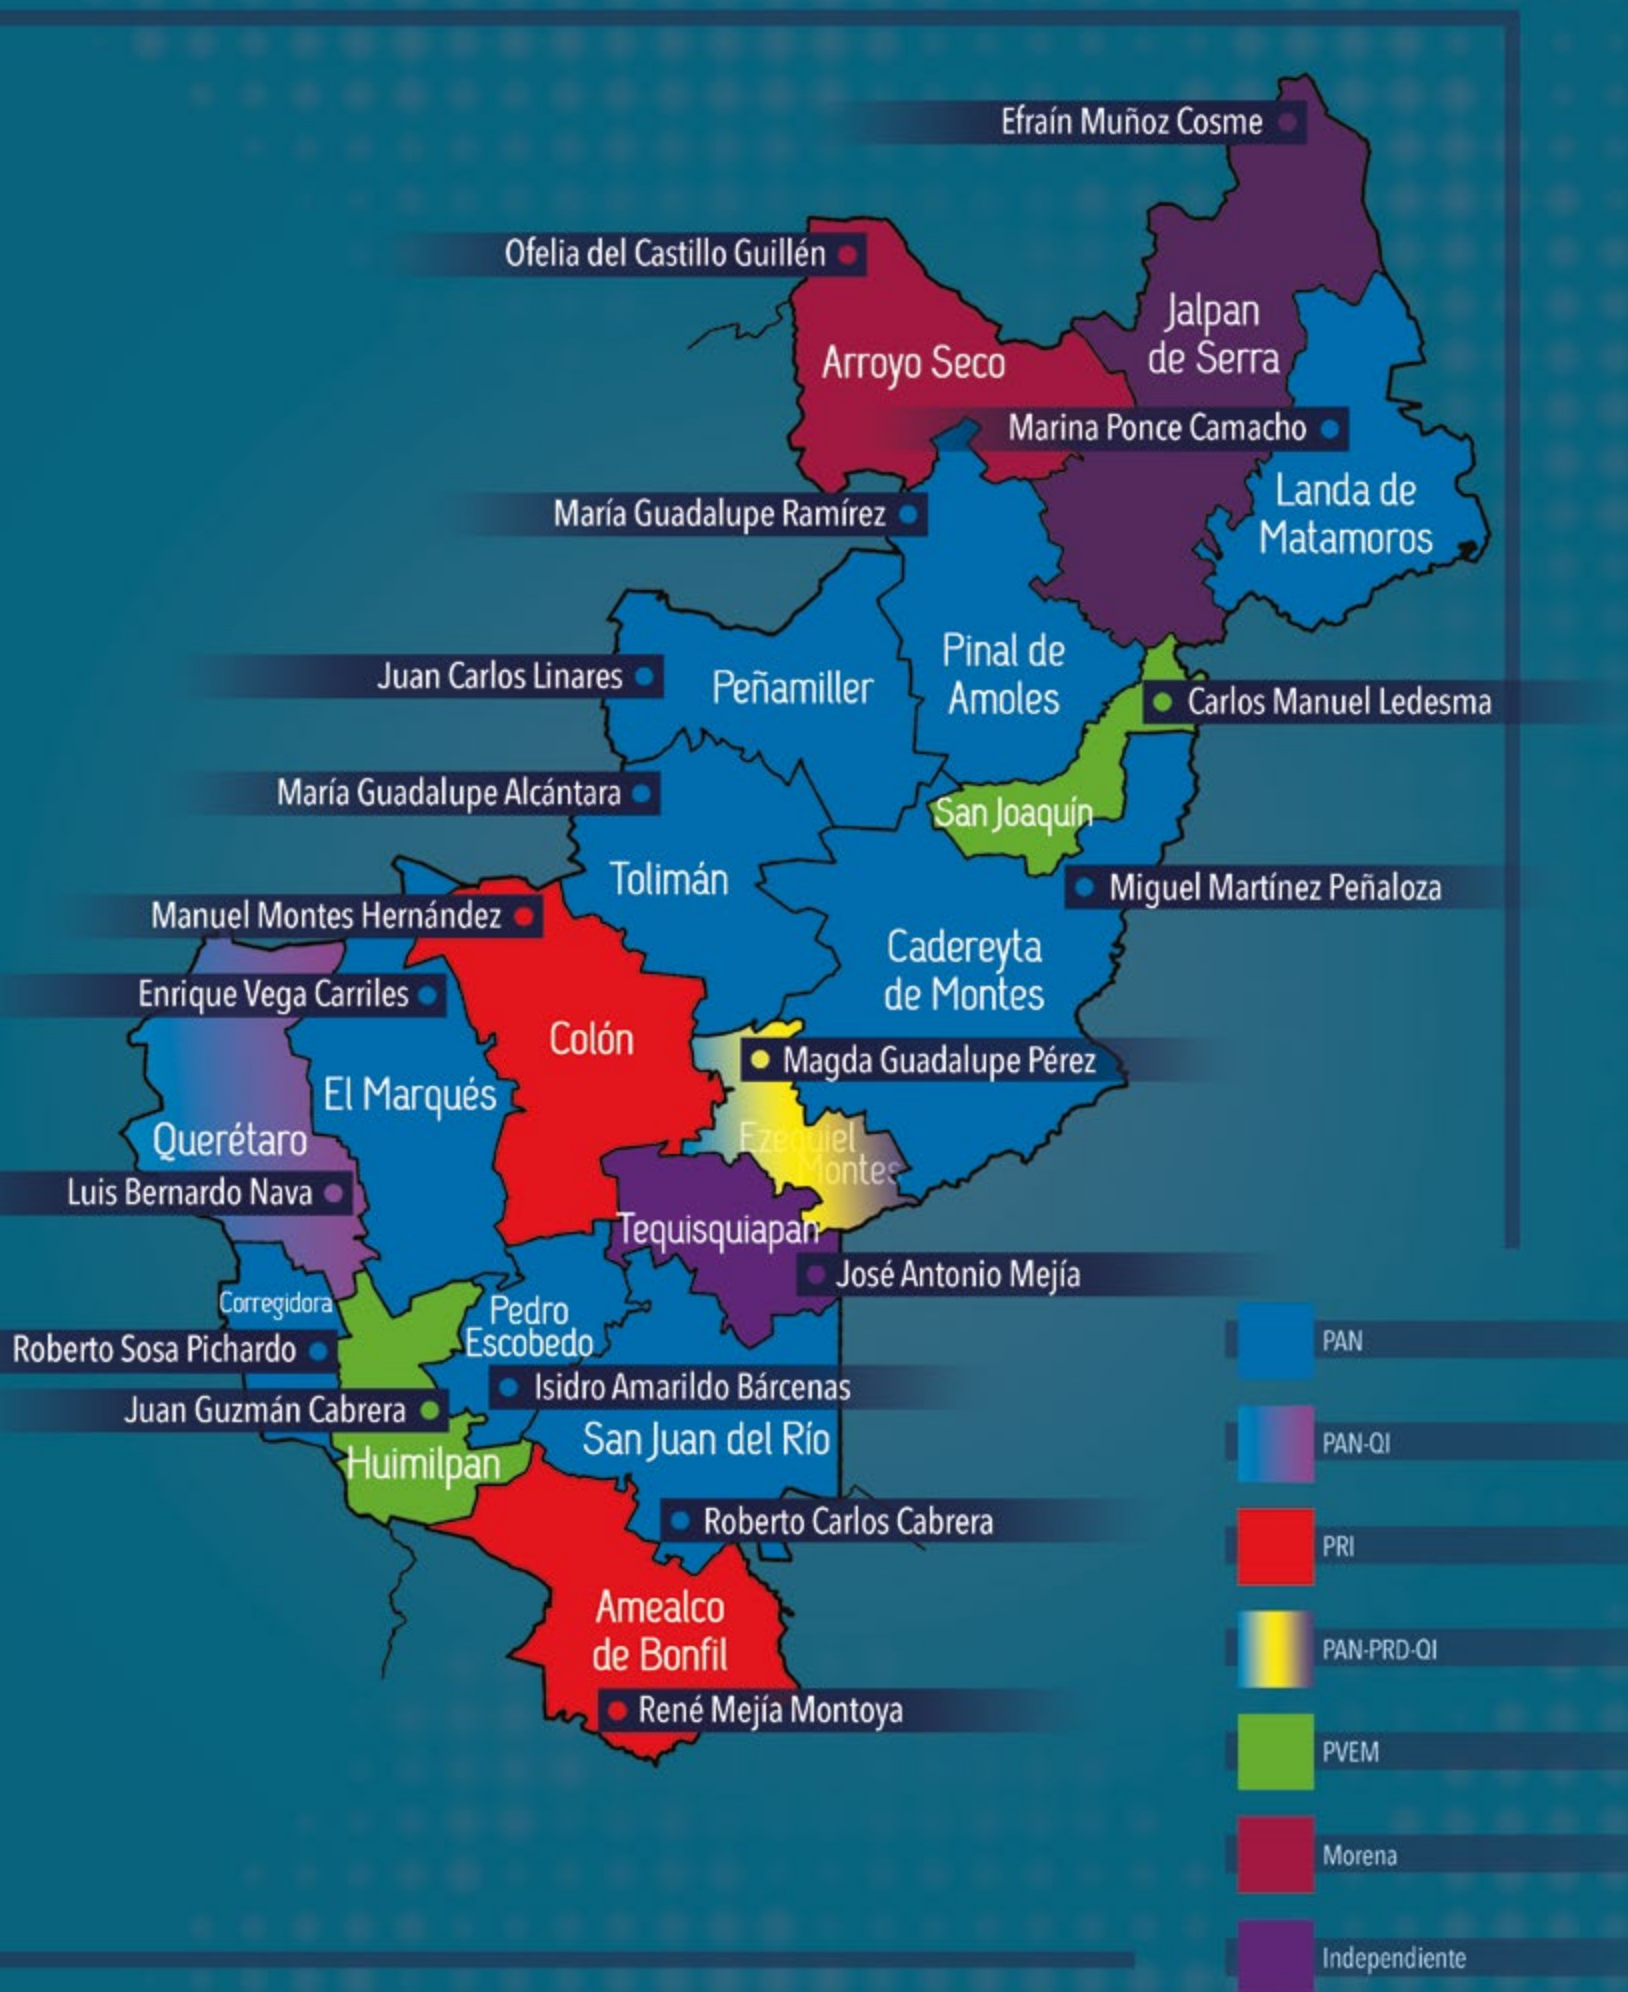 Efraín Muñoz Cosme
Ofelia del Castillo Guillén
Jalpan
de Serra
Arroyo Seco
Marina Ponce Camacho
Landa de
Matamoros
María Guadalupe Ramírez
Pinal de
Amoles
Juan Carlos Linares
Peñamiller
Carlos Manuel Ledesma
María Guadalupe Alcántara
San Joaquín
Tolimán
Miguel Martínez Peñaloza
Manuel Montes Hernández
Cadereyta
de Montes
Enrique Vega Carriles
Colón
Magda Guadalupe Pérez
El Marqués
Querétaro
Ezequiel
Montes
Luis Bernardo Nava
Tequisquiapan
José Antonio Mejía
Corregidora
Pedro
Escobedo
Roberto Sosa Pichardo
Isidro Amarildo Bárcenas
Juan Guzmán Cabrera
San Juan del Río
Huimilpan
Roberto Carlos Cabrera
Amealco
de Bonfil
René Mejía Montoya
PAN
PAN-QI
PRI
PAN-PRD-QI
PVEM
Morena
Independiente